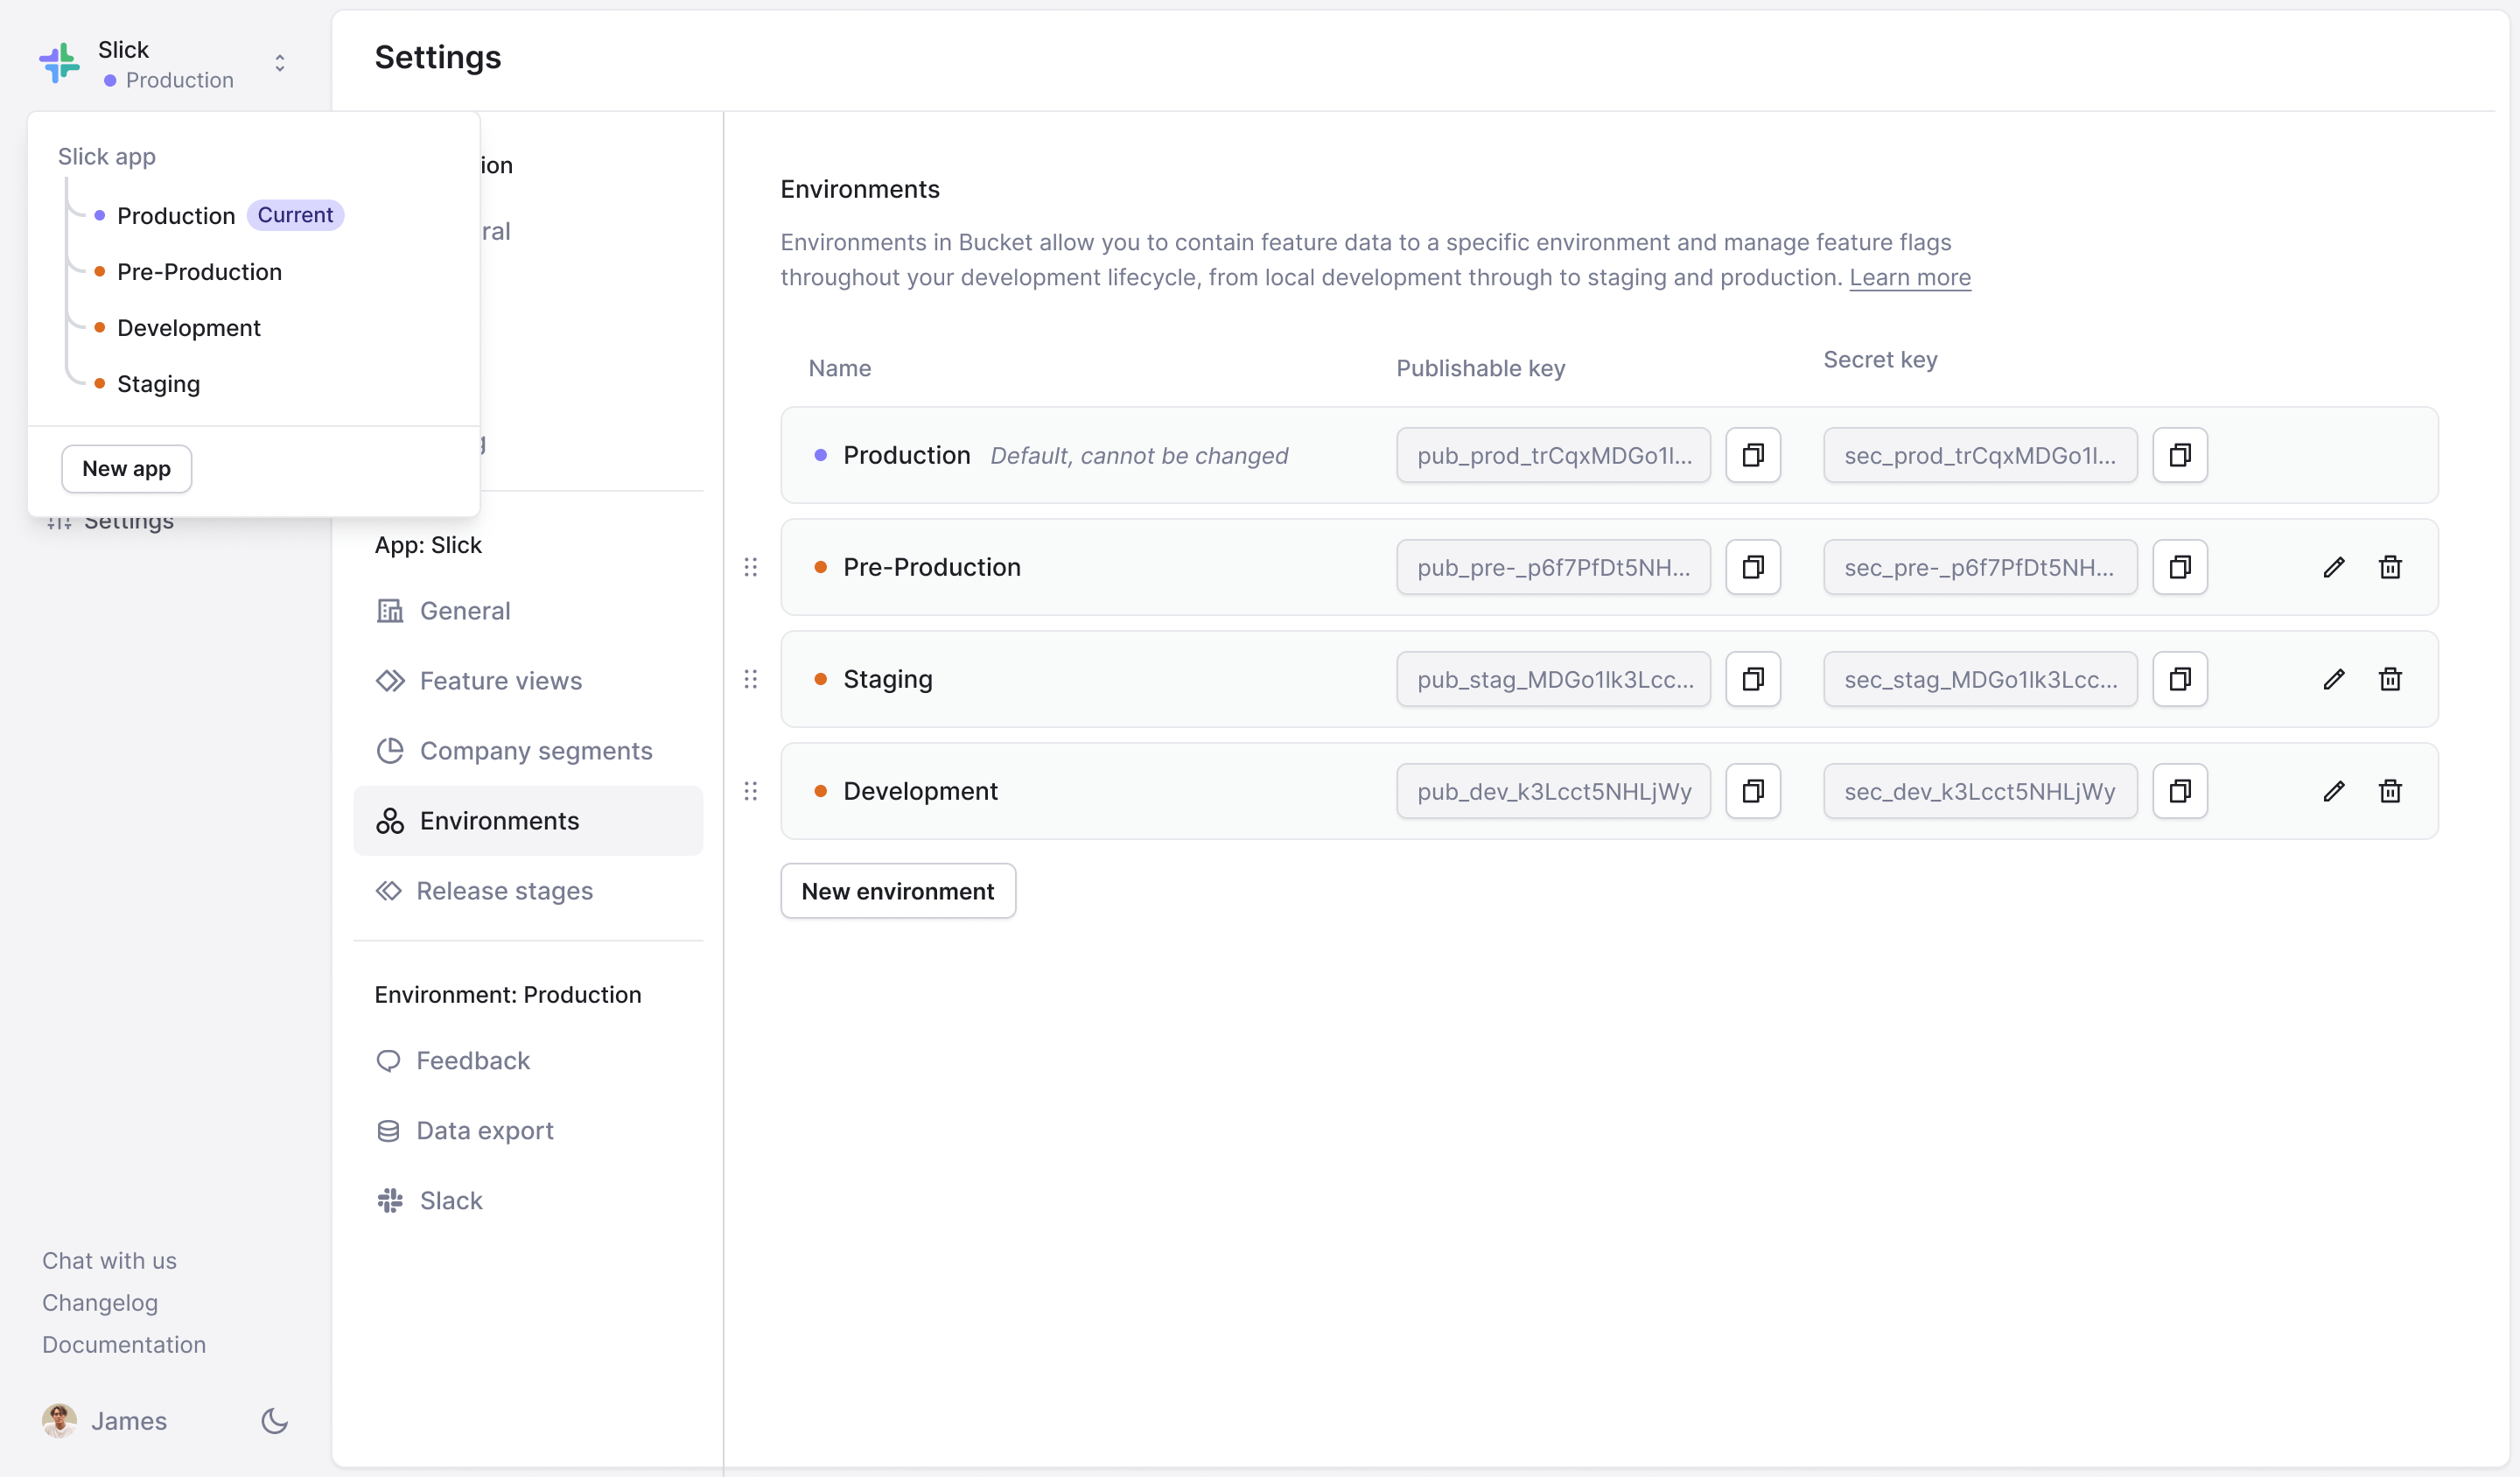 Slick
Production
Slick app
Production Current
Pre-Production
Development
Staging
New app
Settings
Chat with us
Changelog
Documentation
James
Settings
App: Slick
General
Feature views
Company segments
Environments
Release stages
Environment: Production
Feedback
Data export
Slack
Environments
Environments in Bucket allow you to contain feature data to a specific environment and manage feature flags
throughout your development lifecycle, from local development through to staging and production. Learn more
Name Publishable key Secret key
Production Default, cannot be changed pub_prod_trCqxMDGo1l... sec_prod_trCqxMDGo1l...
Pre-Production pub_pre-_p6f7PfDt5NH... sec_pre-_p6f7PfDt5NH...
Staging pub_stag_MDGo1lk3Lcc... sec_stag_MDGo1lk3Lcc...
Development pub_dev_k3Lcct5NHLjWy sec_dev_k3Lcct5NHLjWy
New environment